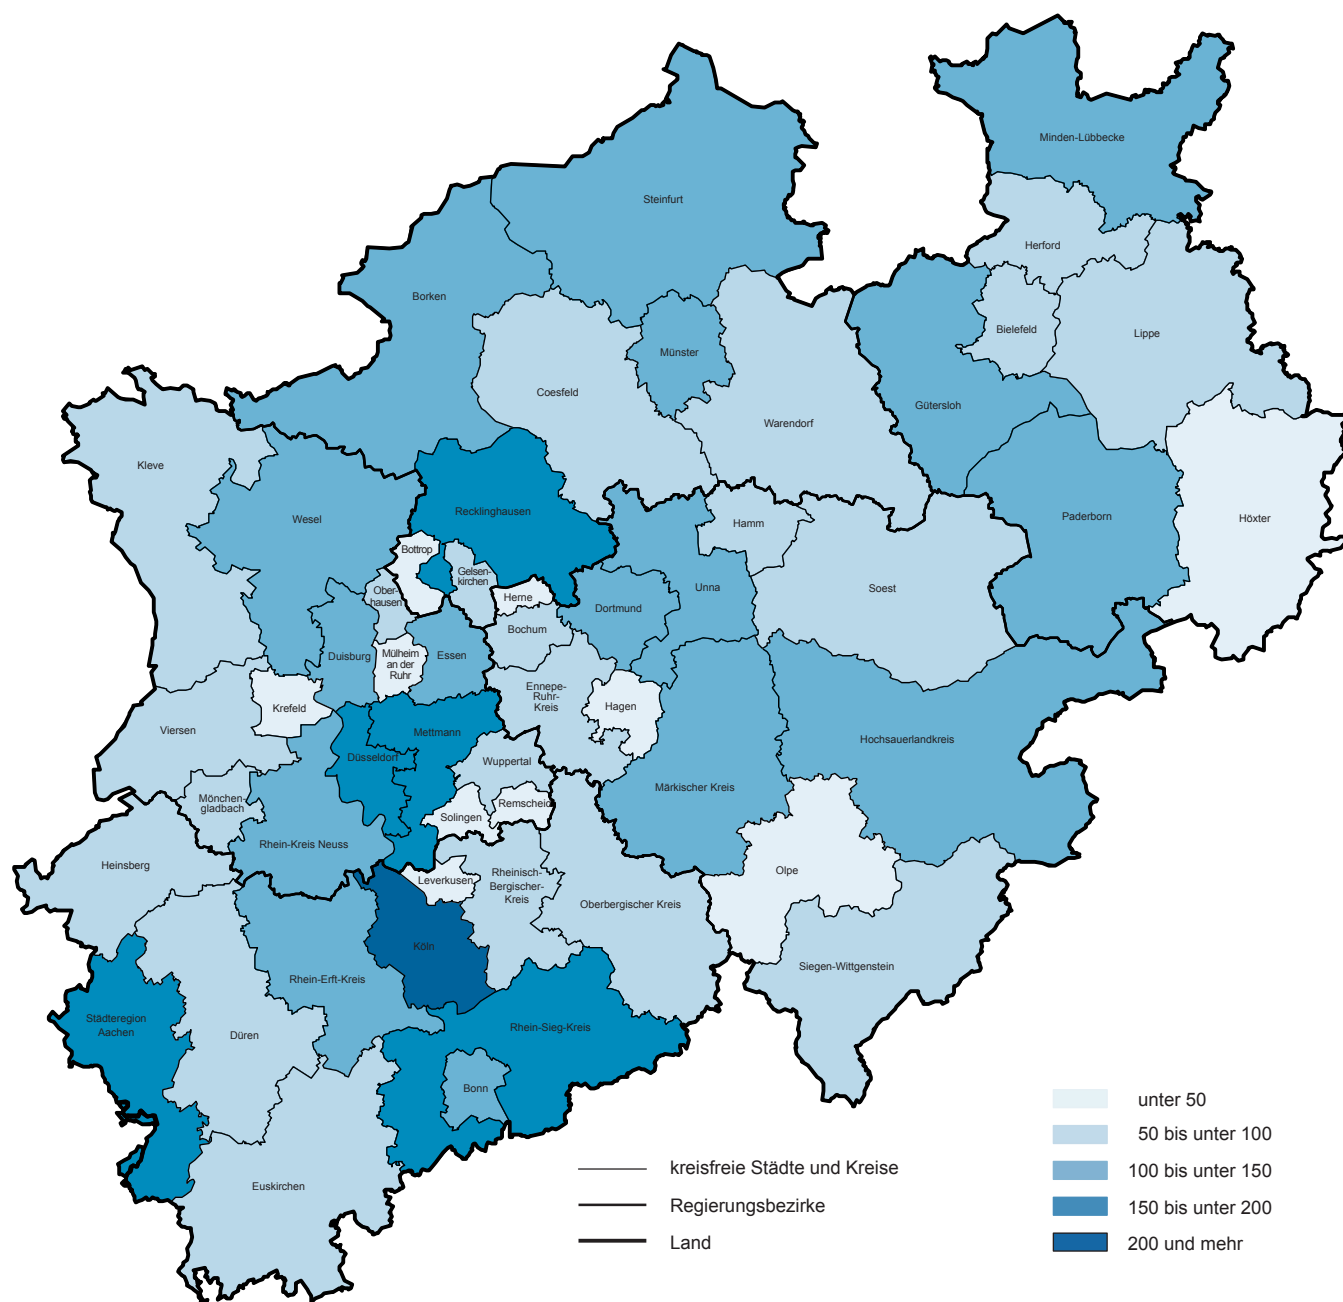 Minden-Lübbecke
Steinfurt
Herford
Borken
Bielefeld
Lippe
Münster
Coesfeld
Gütersloh
Warendorf
Kleve
Recklinghausen
Wesel
Hamm
Paderborn
Höxter
Bottrop
Gelsen-
kirchen
Ober-
hausen
Herne
Dortmund
Unna
Soest
Bochum
Duisburg
Mülheim
an der
Ruhr
Essen
Ennepe-
Ruhr-
Kreis
Hagen
Krefeld
Viersen
Mettmann
Hochsauerlandkreis
Düsseldorf
Wuppertal
Märkischer Kreis
Mönchen-
gladbach
Remscheid
Solingen
Rhein-Kreis Neuss
Heinsberg
Leverkusen
Rheinisch-
Bergischer-
Kreis
Olpe
Oberbergischer Kreis
Köln
Siegen-Wittgenstein
Rhein-Erft-Kreis
Städteregion
Aachen
Rhein-Sieg-Kreis
Düren
Bonn
Euskirchen
kreisfreie Städte und Kreise
Regierungsbezirke
Land
unter 50
50 bis unter 100
100 bis unter 150
150 bis unter 200
200 und mehr